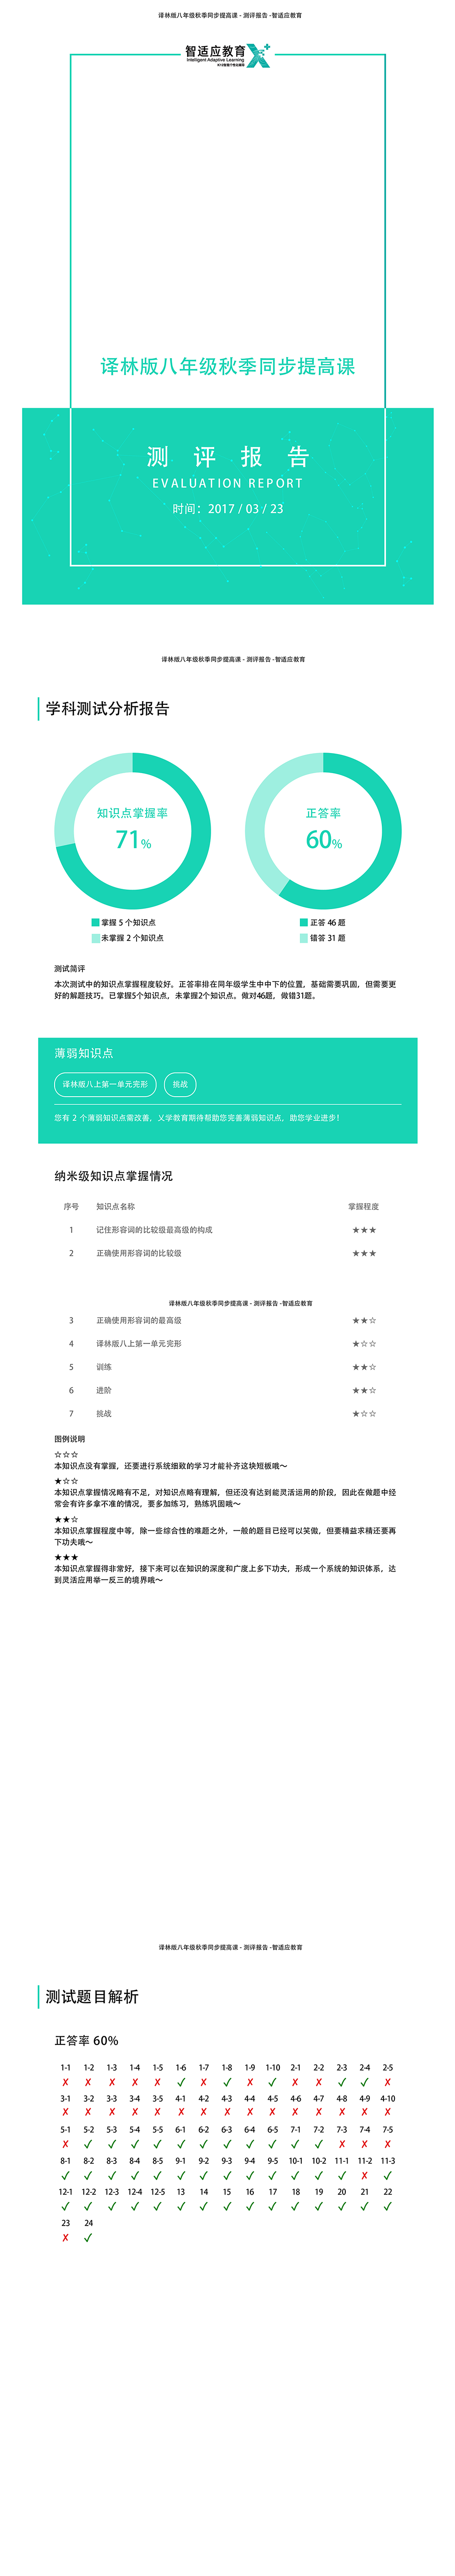 译林版八年级秋季同步提高课 - 测评报告 -智适应教育
智适应教育
Intelligent Adaptive Learning
K12智能个性化辅导
译林版八年级秋季同步提高课
测 评 报 告
EVALUATION REPORT
时间：2017 / 03 / 23
译林版八年级秋季同步提高课 - 测评报告 -智适应教育
学科测试分析报告
知识点掌握率 正答率
71% 60%
掌握 5 个知识点 正答 46 题
未掌握 2 个知识点 错答 31 题
测试简评
本次测试中的知识点掌握程度较好。正答率排在同年级学生中中下的位置，基础需要巩固，但需要更
好的解题技巧。已掌握5个知识点，未掌握2个知识点。做对46题，做错31题。
薄弱知识点
译林版八上第一单元完形 挑战
您有 2 个薄弱知识点需改善，乂学教育期待帮助您完善薄弱知识点，助您学业进步！
纳米级知识点掌握情况
序号 知识点名称 掌握程度
1 记住形容词的比较级最高级的构成 ★★★
2 正确使用形容词的比较级 ★★★
译林版八年级秋季同步提高课 - 测评报告 -智适应教育
3 正确使用形容词的最高级 ★★☆
4 译林版八上第一单元完形 ★☆☆
5 训练 ★★☆
6 进阶 ★★☆
7 挑战 ★☆☆
图例说明
☆☆☆
本知识点没有掌握，还要进行系统细致的学习才能补齐这块短板哦～
★☆☆
本知识点掌握情况略有不足，对知识点略有理解，但还没有达到能灵活运用的阶段，因此在做题中经
常会有许多拿不准的情况，要多加练习，熟练巩固哦～
★★☆
本知识点掌握程度中等，除一些综合性的难题之外，一般的题目已经可以笑傲，但要精益求精还要再
下功夫哦～
★★★
本知识点掌握得非常好，接下来可以在知识的深度和广度上多下功夫，形成一个系统的知识体系，达
到灵活应用举一反三的境界哦～
译林版八年级秋季同步提高课 - 测评报告 -智适应教育
测试题目解析
正答率 60%
1-1 1-2 1-3 1-4 1-5 1-6 1-7 1-8 1-9 1-10 2-1 2-2 2-3 2-4 2-5
✗ ✗ ✗ ✗ ✗ ✓ ✗ ✓ ✗ ✓ ✗ ✗ ✓ ✓ ✗
3-1 3-2 3-3 3-4 3-5 4-1 4-2 4-3 4-4 4-5 4-6 4-7 4-8 4-9 4-10
✗ ✗ ✗ ✗ ✗ ✗ ✗ ✗ ✗ ✗ ✗ ✗ ✗ ✗ ✗
5-1 5-2 5-3 5-4 5-5 6-1 6-2 6-3 6-4 6-5 7-1 7-2 7-3 7-4 7-5
✗ ✓ ✓ ✓ ✓ ✓ ✓ ✓ ✓ ✓ ✓ ✓ ✗ ✗ ✗
8-1 8-2 8-3 8-4 8-5 9-1 9-2 9-3 9-4 9-5 10-1 10-2 11-1 11-2 11-3
✓ ✓ ✓ ✓ ✓ ✓ ✓ ✓ ✓ ✓ ✓ ✓ ✓ ✗ ✓
12-1 12-2 12-3 12-4 12-5 13 14 15 16 17 18 19 20 21 22
✓ ✓ ✓ ✓ ✓ ✓ ✓ ✓ ✓ ✓ ✓ ✓ ✓ ✓ ✓
23 24
✗ ✓